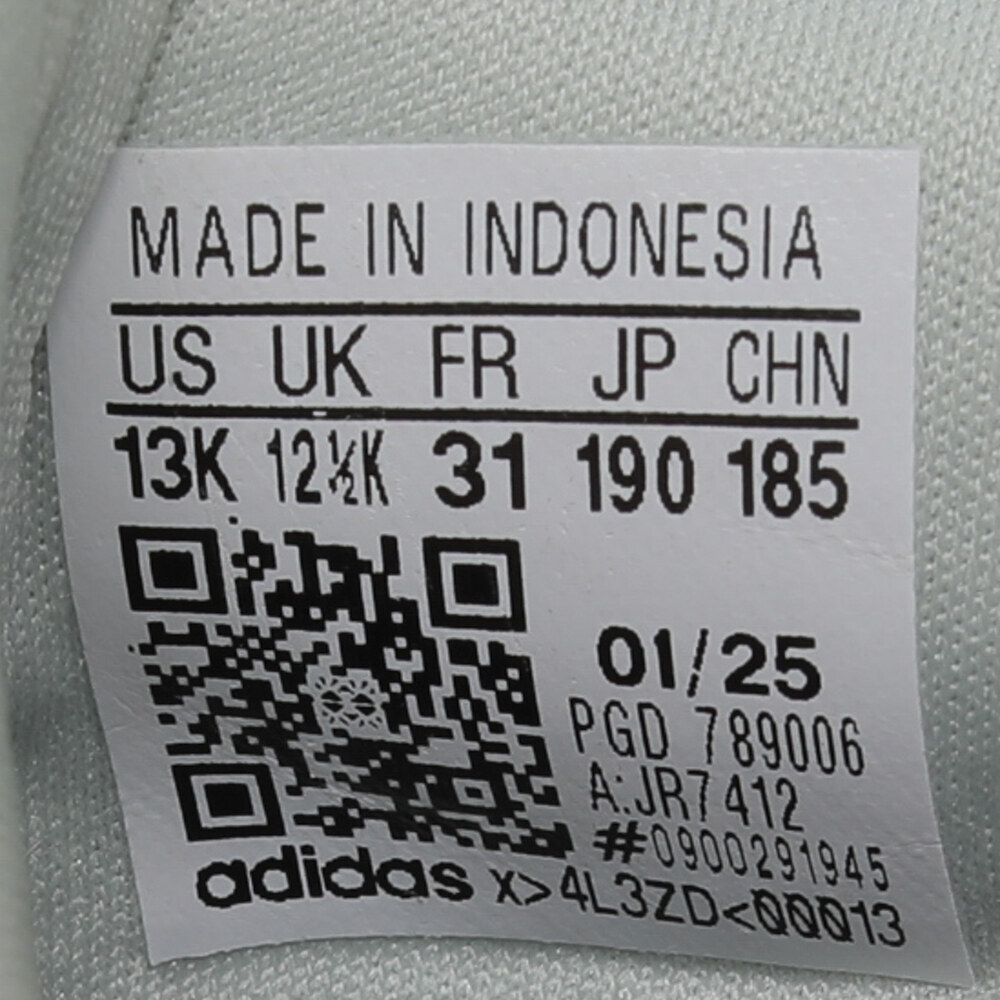 MADE IN INDONESIA
US UK FR JP CHN
13K 12½K 31 190 185
01/25
PGD 789006
A:JR7412
#0900291945
adidas X>4L3ZD<00013